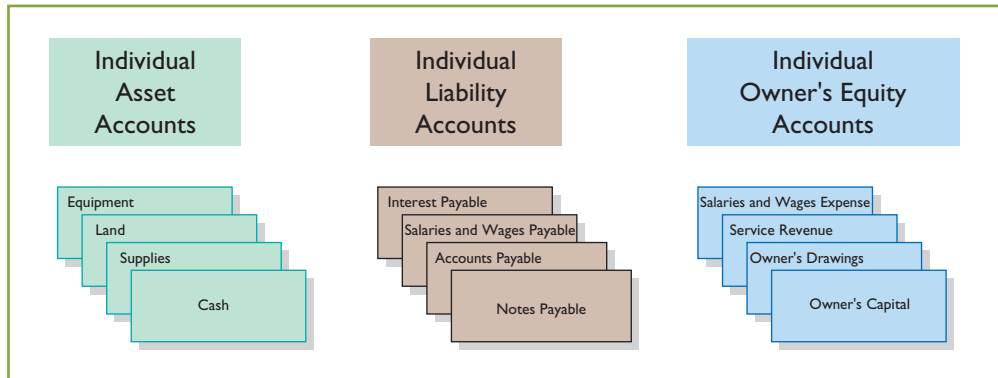 Individual
Asset
Accounts
Individual
Liability
Accounts
Individual
Owner's Equity
Accounts
Equipment
Land
Supplies
Cash
Interest Payable
Salaries and Wages Payable
Accounts Payable
Notes Payable
Salaries and Wages Expense
Service Revenue
Owner's Drawings
Owner's Capital